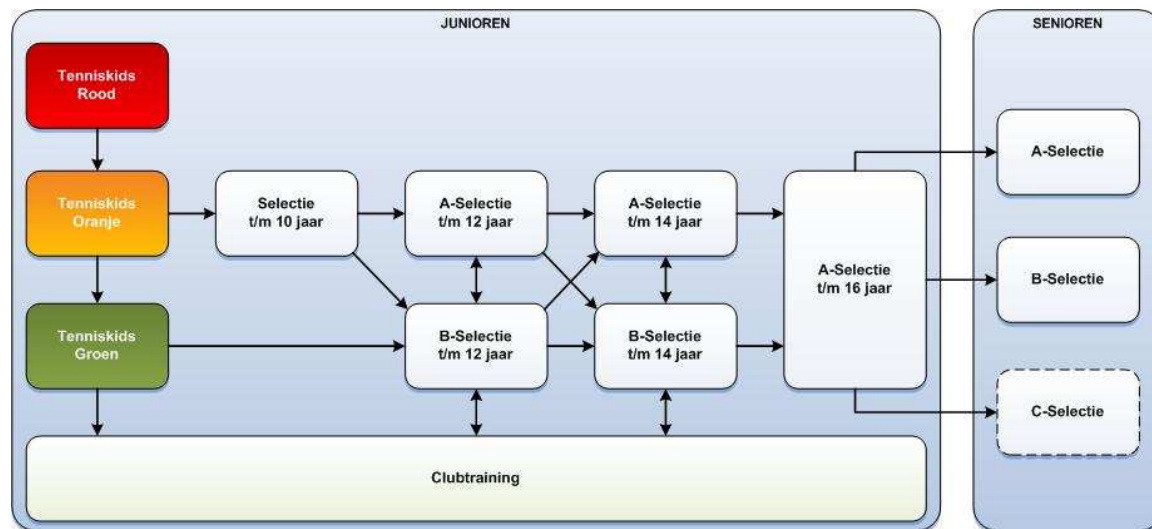 JUNIOREN
SENIOREN
Tenniskids
Rood
A-Selectie
Tenniskids
Oranje
Selectie
t/m 10 jaar
A-Selectie
t/m 12 jaar
A-Selectie
t/m 14 jaar
A-Selectie
t/m 16 jaar
B-Selectie
Tenniskids
Groen
B-Selectie
t/m 12 jaar
B-Selectie
t/m 14 jaar
C-Selectie
Clubtraining